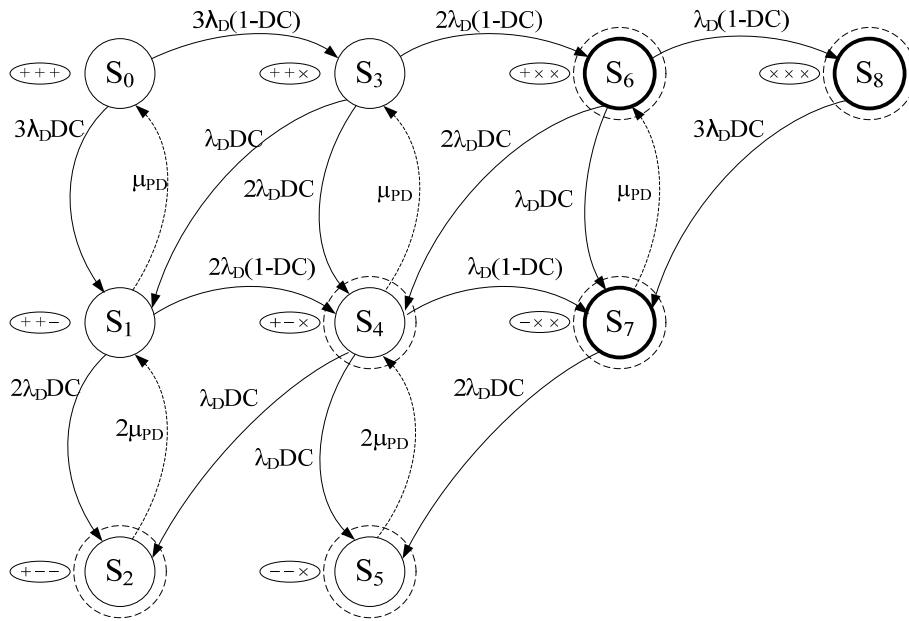 3λD(1-DC) 2λD(1-DC) λD(1-DC)
+++ S0 ++× S3 +×× S6 ××× S8
3λDDC λDDC 2λDDC 3λDDC
μPD 2λDDC μPD λDDC μPD
2λD(1-DC) λD(1-DC)
++- S1 +-× S4 -×× S7
2λDDC λDDC 2λDDC
2μPD λDDC 2μPD
+-- S2 --× S5